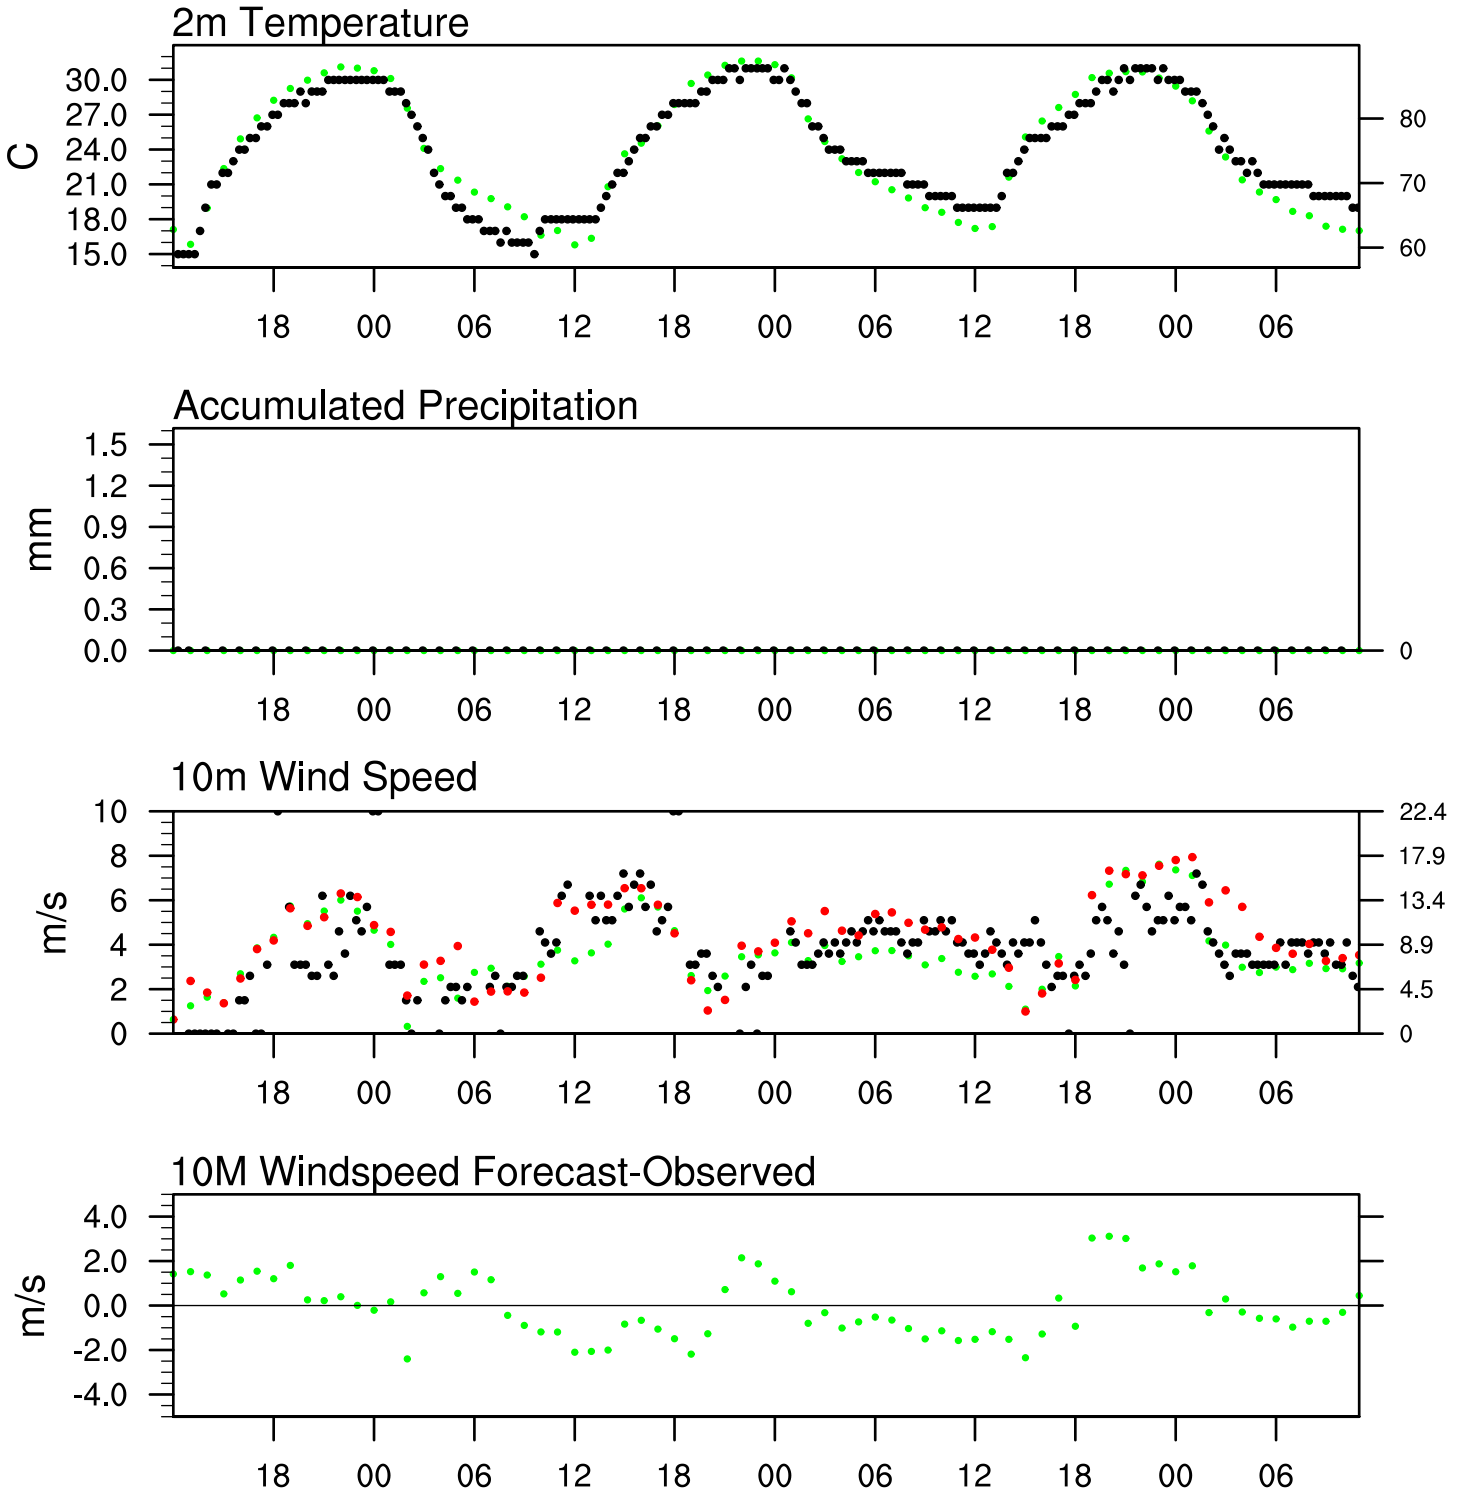 2m Temperature
C
30.0
27.0
24.0
21.0
18.0
15.0
80
70
60
18 00 06 12 18 00 06 12 18 00 06
Accumulated Precipitation
mm
1.5
1.2
0.9
0.6
0.3
0.0
0
18 00 06 12 18 00 06 12 18 00 06
10m Wind Speed
m/s
10
8
6
4
2
0
22.4
17.9
13.4
8.9
4.5
0
18 00 06 12 18 00 06 12 18 00 06
10M Windspeed Forecast-Observed
m/s
4.0
2.0
0.0
-2.0
-4.0
18 00 06 12 18 00 06 12 18 00 06